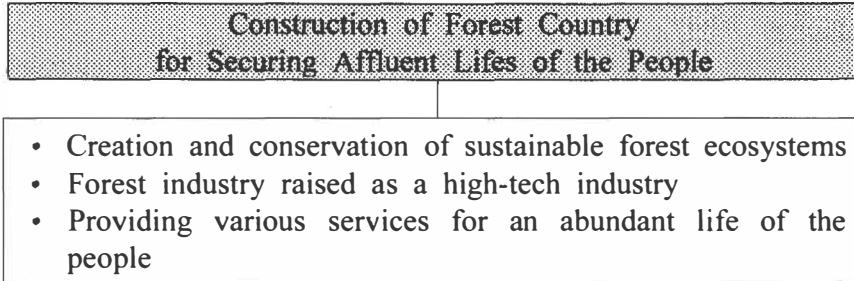 Construction of Forest Country
for Securing Affluent Lifes of the People
• Creation and conservation of sustainable forest ecosystems
• Forest industry raised as a high-tech industry
• Providing various services for an abundant life of the
people